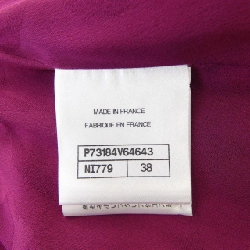 MADE IN FRANCE
FABRIQUE EN FRANCE
P73184V64643
NI779 38